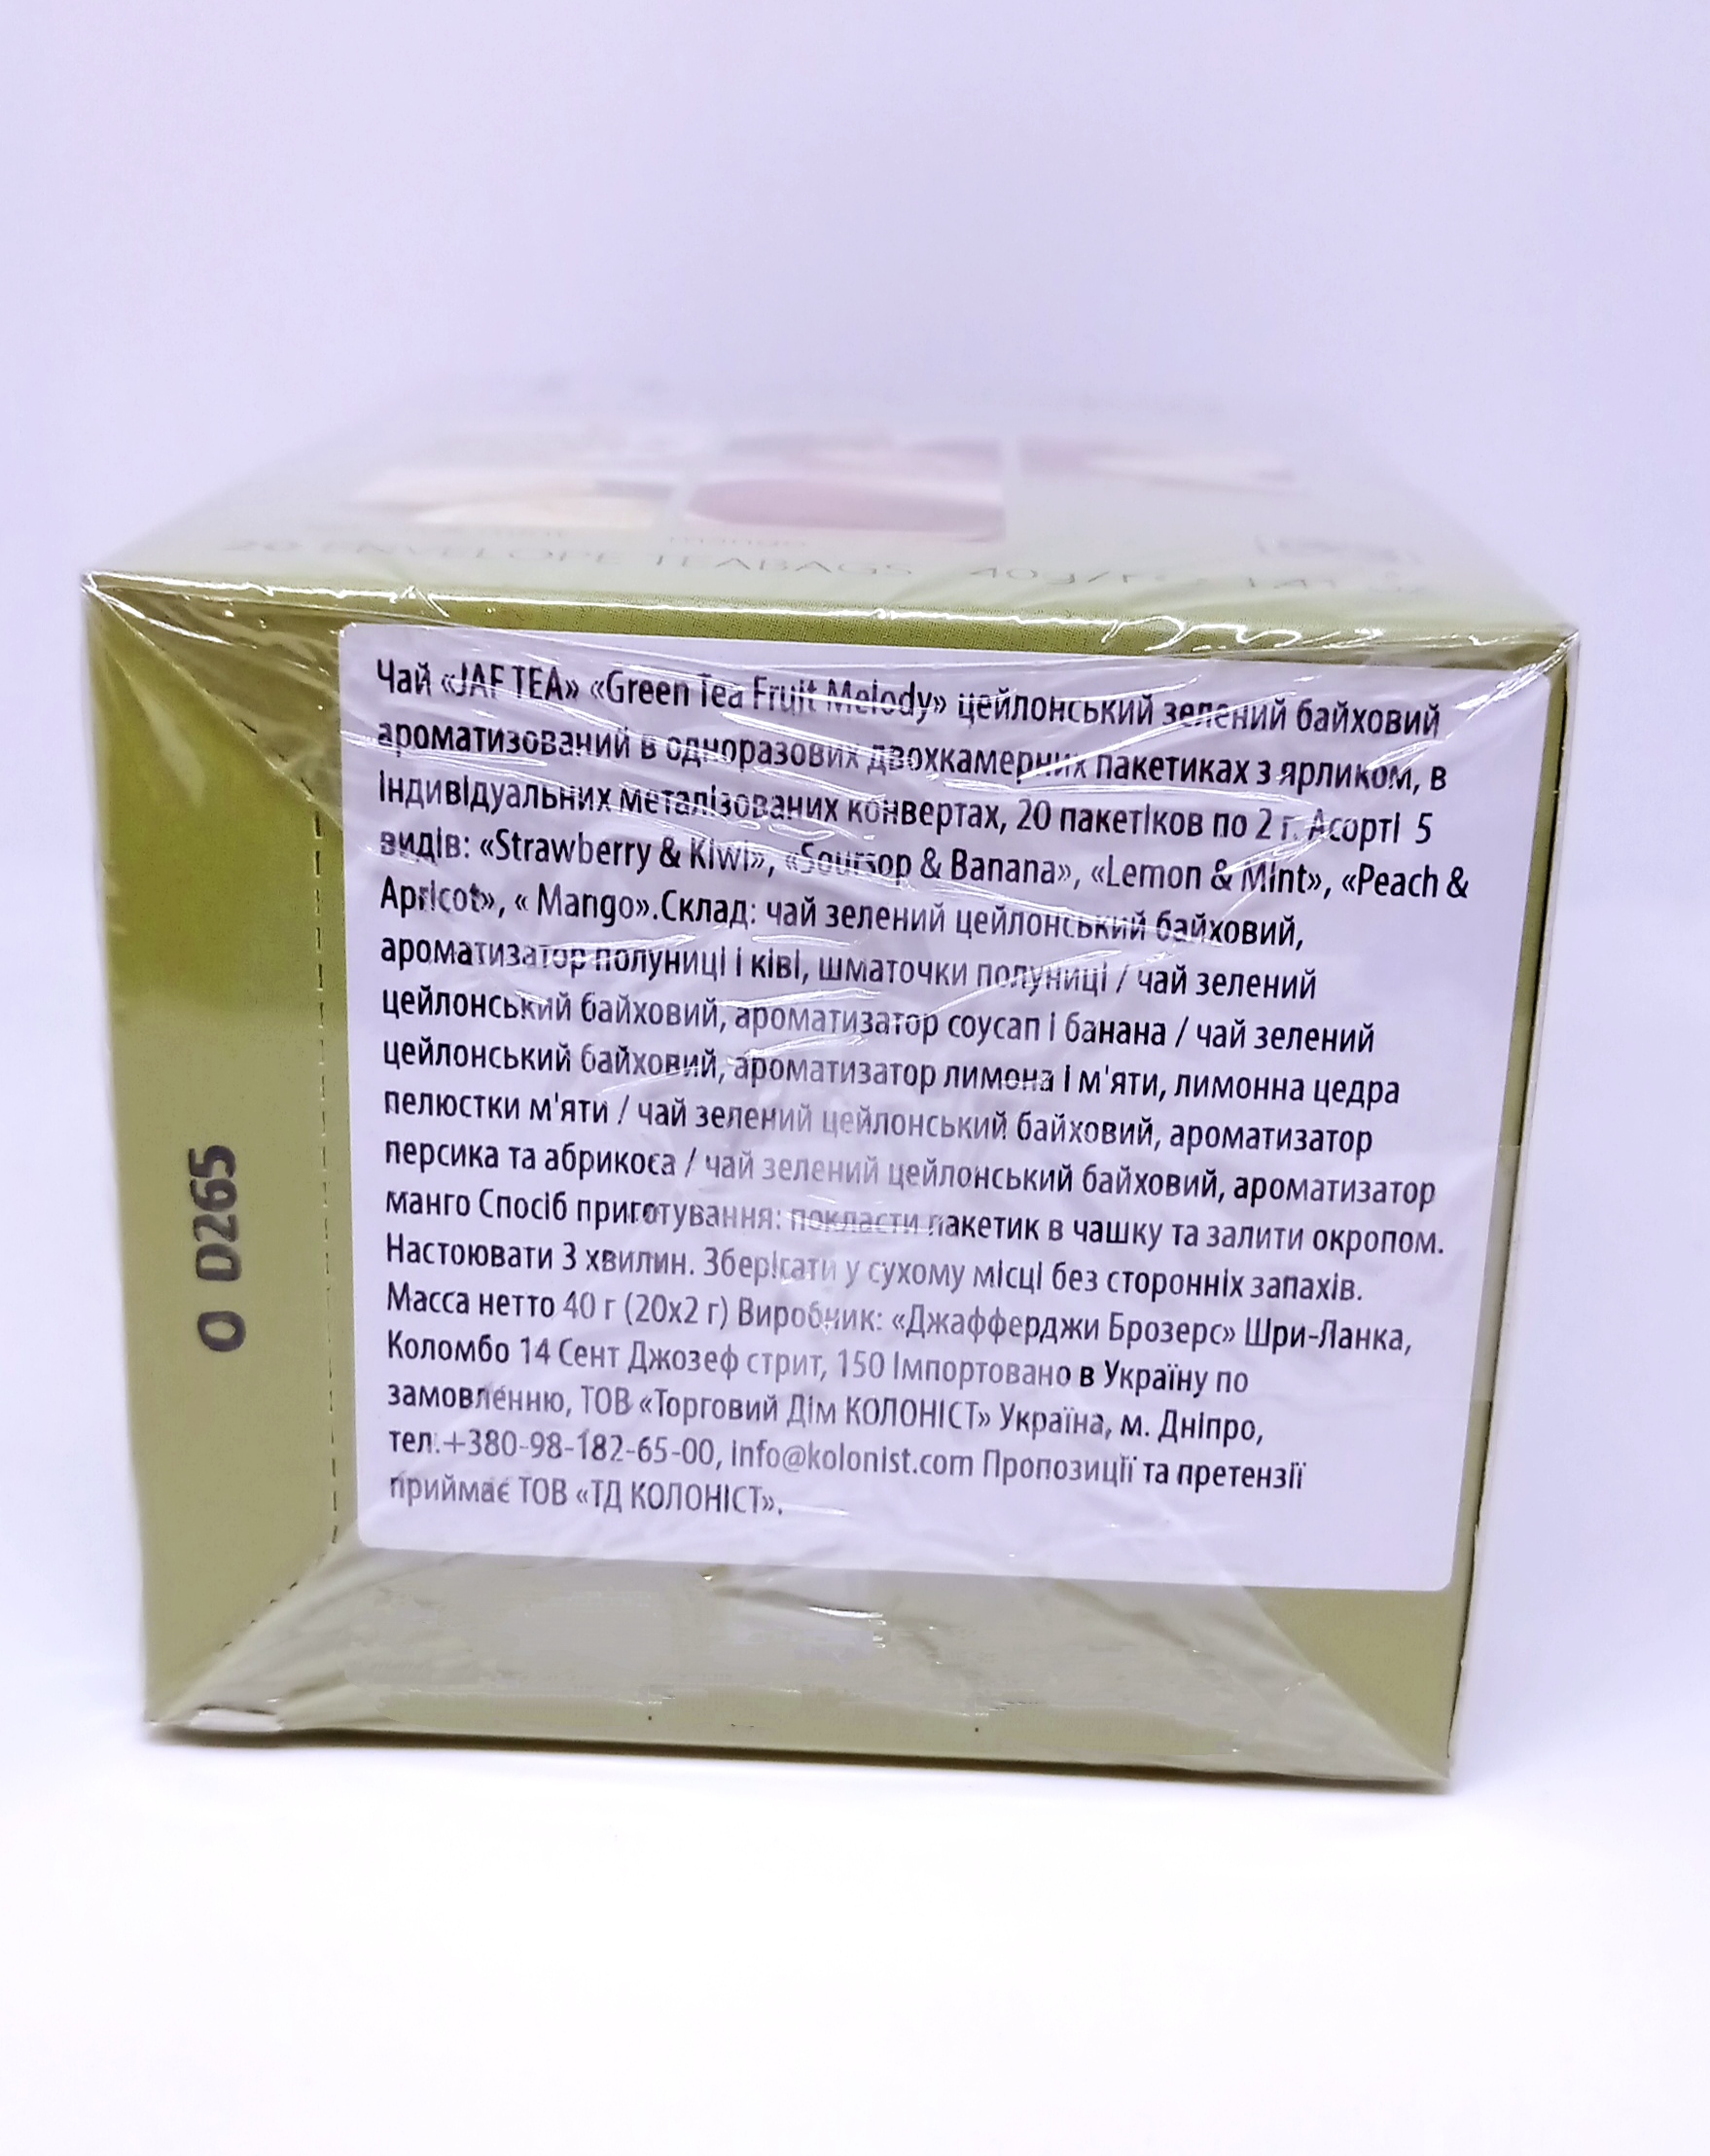 20 ENVELOPE TEABAGS 40g/
Чай «JAF TEA» «Green Tea Fruit Melody» цейлонський зелений байховий
ароматизований в одноразових двохкамерних пакетиках з ярликом, в
індивідуальних металізованих конвертах, 20 пакетіков по 2 г. Асорті 5
видів: «Strawberry & Kiwi», «Soursop & Banana», «Lemon & Mint», «Peach &
Apricot», « Mango».Склад: чай зелений цейлонський байховий,
ароматизатор полуниці і ківі, шматочки полуниці / чай зелений
цейлонський байховий, ароматизатор соусап і банана / чай зелений
цейлонський байховий, ароматизатор лимона і м'яти, лимонна цедра
пелюстки м'яти / чай зелений цейлонський байховий, ароматизатор
персика та абрикоса / чай зелений цейлонський байховий, ароматизатор
манго Спосіб приготування: покласти пакетик в чашку та залити окропом.
Настоювати 3 хвилин. Зберігати у сухому місці без сторонніх запахів.
Масса нетто 40 г (20х2 г) Виробник: «Джафферджи Брозерс» Шри-Ланка,
Коломбо 14 Сент Джозеф стрит, 150 Імпортовано в Україну по
замовленню, ТОВ «Торговий Дім КОЛОНІСТ» Україна, м. Дніпро,
тел.+380-98-182-65-00, info@kolonist.com Пропозиції та претензії
приймає ТОВ «ТД КОЛОНІСТ».
O D265